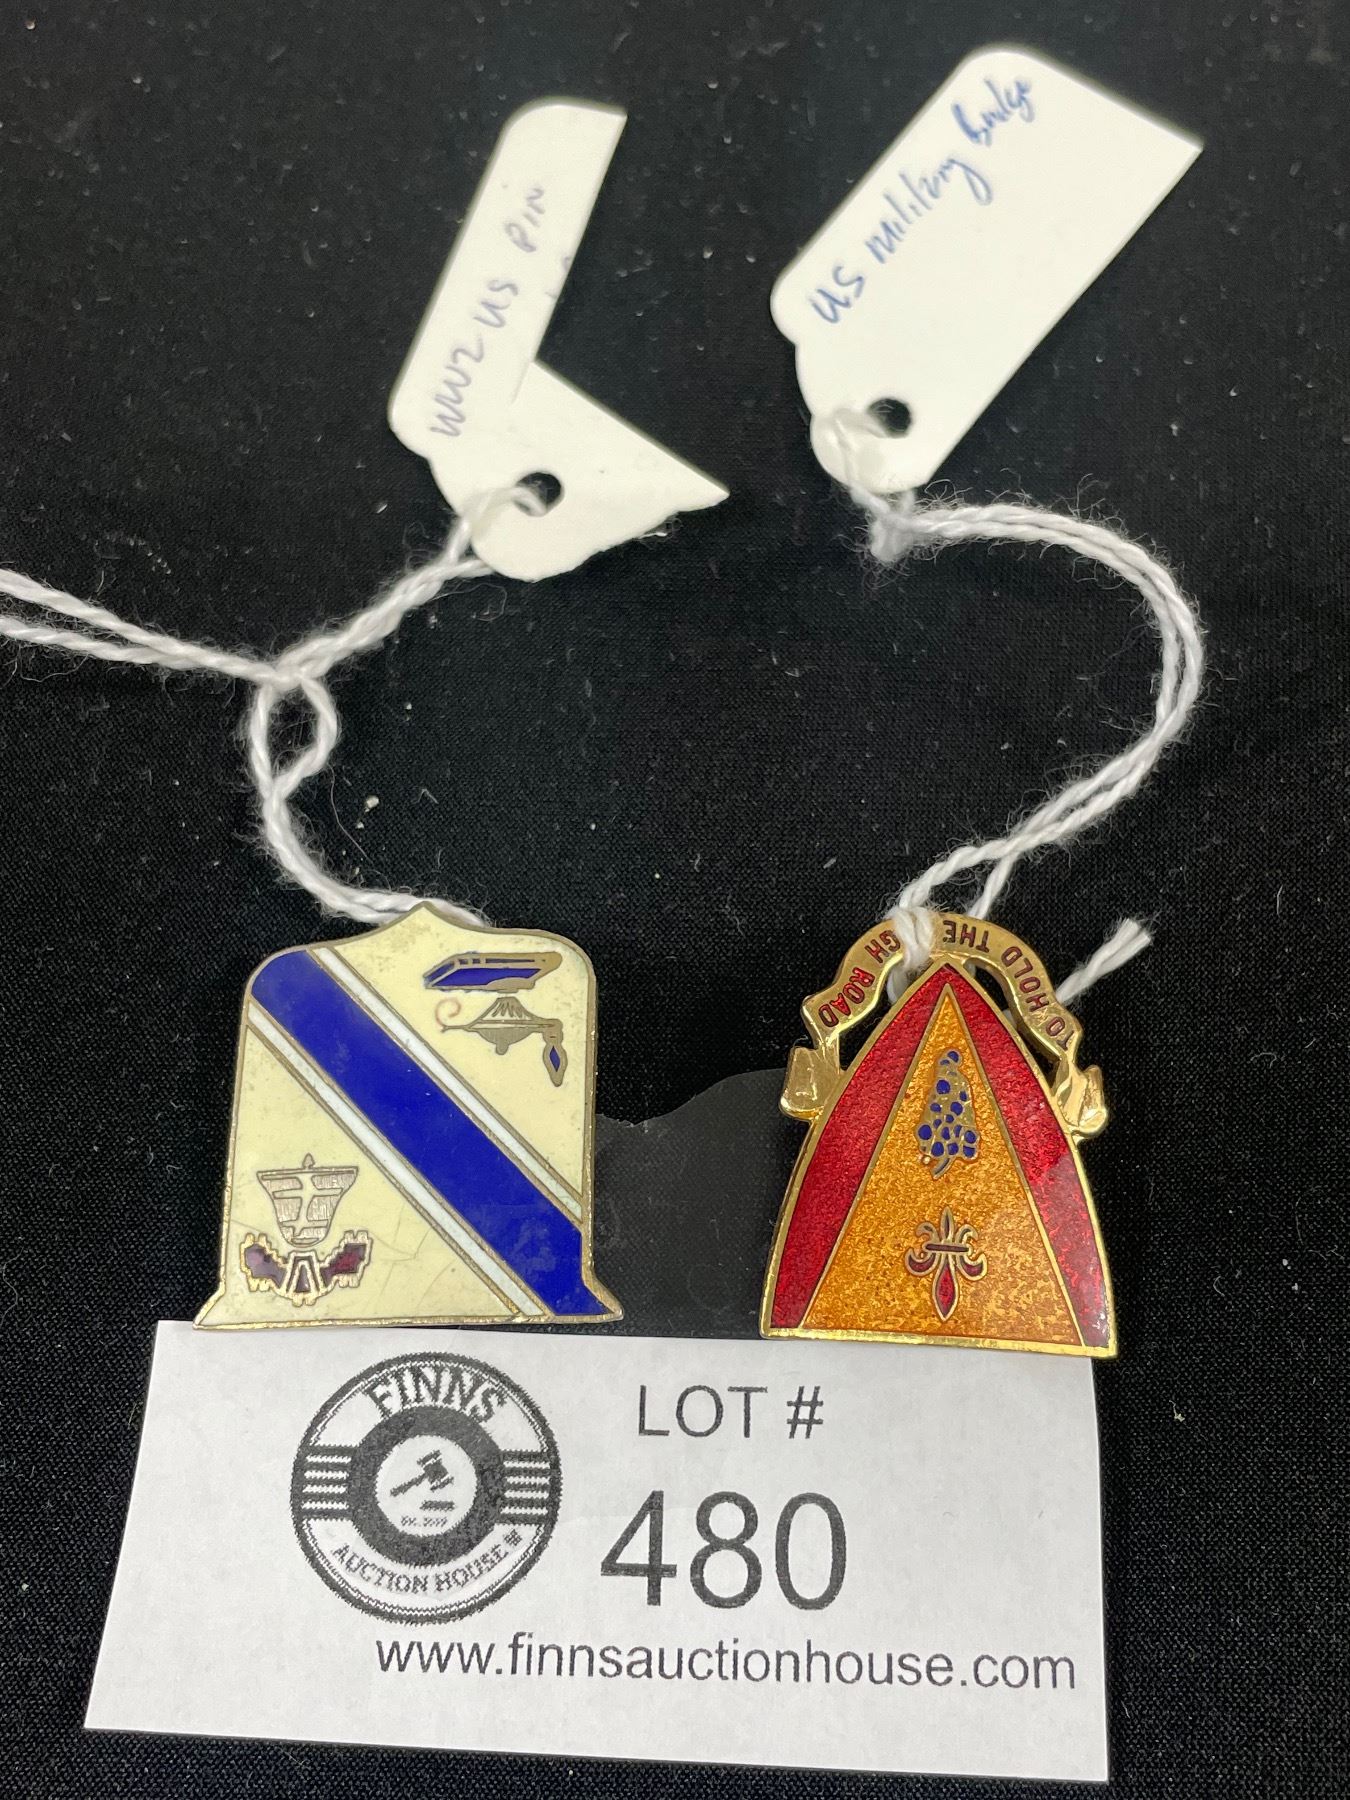 WW2 US PIN
US Military Badge
TO HOLD THE HIGH ROAD
FINNS
AUCTION HOUSE
LOT #
480
www.finnsauctionhouse.com